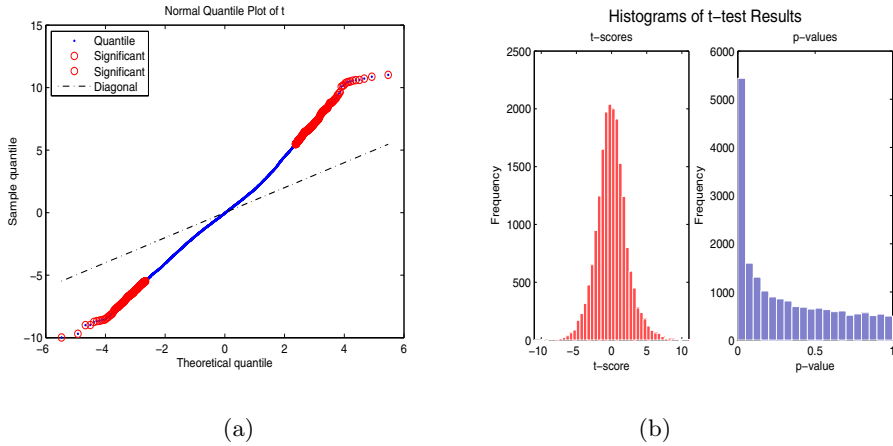 Normal Quantile Plot of t
Quantile
Significant
Significant
Diagonal
15
10
5
0
−5
−10
Sample quantile
−6 −4 −2 0 2 4 6
Theoretical quantile
(a)
Histograms of t−test Results
t−scores
2500
2000
1500
1000
500
0
Frequency
−10 −5 0 5 10
t−score
p−values
6000
5000
4000
3000
2000
1000
0
Frequency
0 0.5 1
p−value
(b)